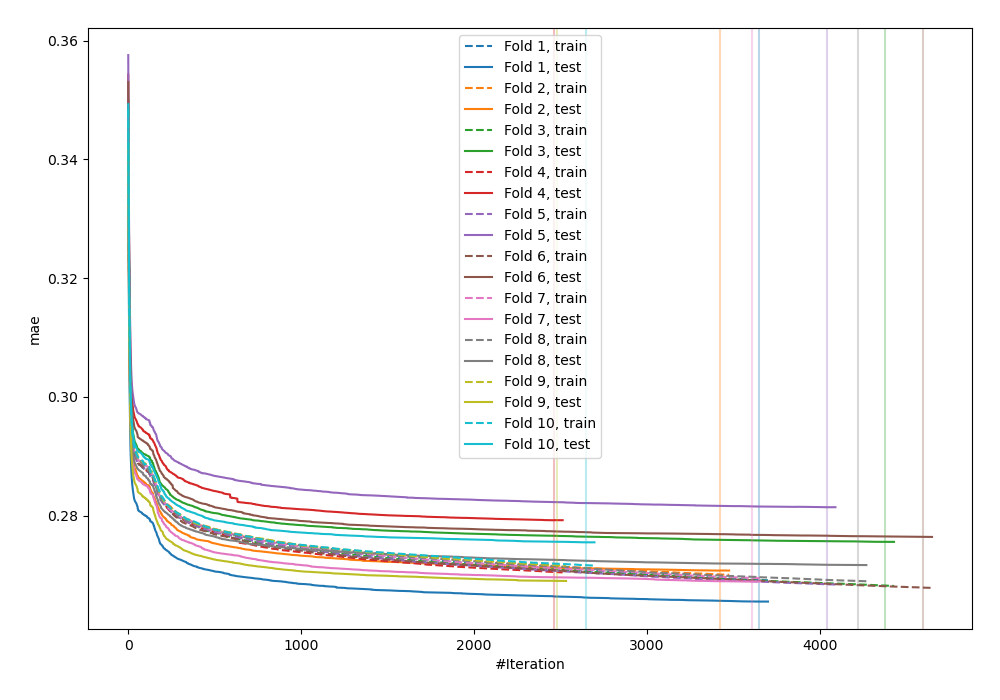 0.36
0.34
0.32
0.30
0.28
mae
0
1000
2000
3000
4000
#Iteration
Fold 1, train
Fold 1, test
Fold 2, train
Fold 2, test
Fold 3, train
Fold 3, test
Fold 4, train
Fold 4, test
Fold 5, train
Fold 5, test
Fold 6, train
Fold 6, test
Fold 7, train
Fold 7, test
Fold 8, train
Fold 8, test
Fold 9, train
Fold 9, test
Fold 10, train
Fold 10, test